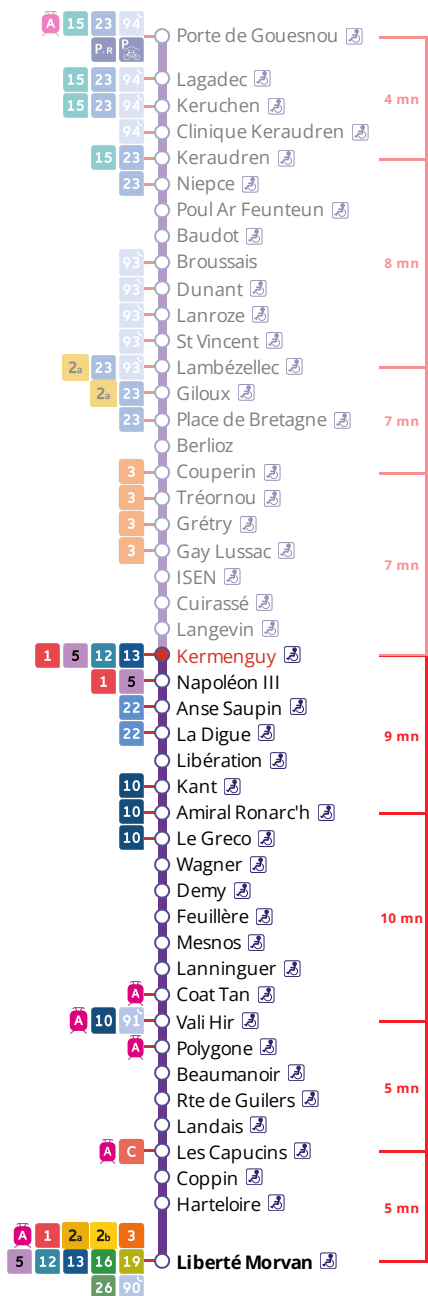 A 15 23 94 Porte de Gouesnou
P+R P
15 23 94 Lagadec
15 23 94 Keruchen
4 mn
94 Clinique Keraudren
15 23 Keraudren
23 Niepce
Poul Ar Feunteun
Baudot
93 Broussais
8 mn
93 Dunant
93 Lanroze
93 St Vincent
2a 23 93 Lambézellec
2a 23 Giloux
23 Place de Bretagne
7 mn
Berlioz
3 Couperin
3 Tréornou
3 Grétry
3 Gay Lussac
7 mn
ISEN
Cuirassé
Langevin
1 5 12 13 Kermenguy
1 5 Napoléon III
22 Anse Saupin
22 La Digue
9 mn
Libération
10 Kant
10 Amiral Ronarc'h
10 Le Greco
Wagner
Demy
Feuillère
10 mn
Mesnos
Lanninguer
A Coat Tan
A 10 91 Vali Hir
A Polygone
Beaumanoir
5 mn
Rte de Guilers
Landais
A C Les Capucins
Coppin
Harteloire
5 mn
A 1 2a 2b 3
5 12 13 16 19 Liberté Morvan
26 90